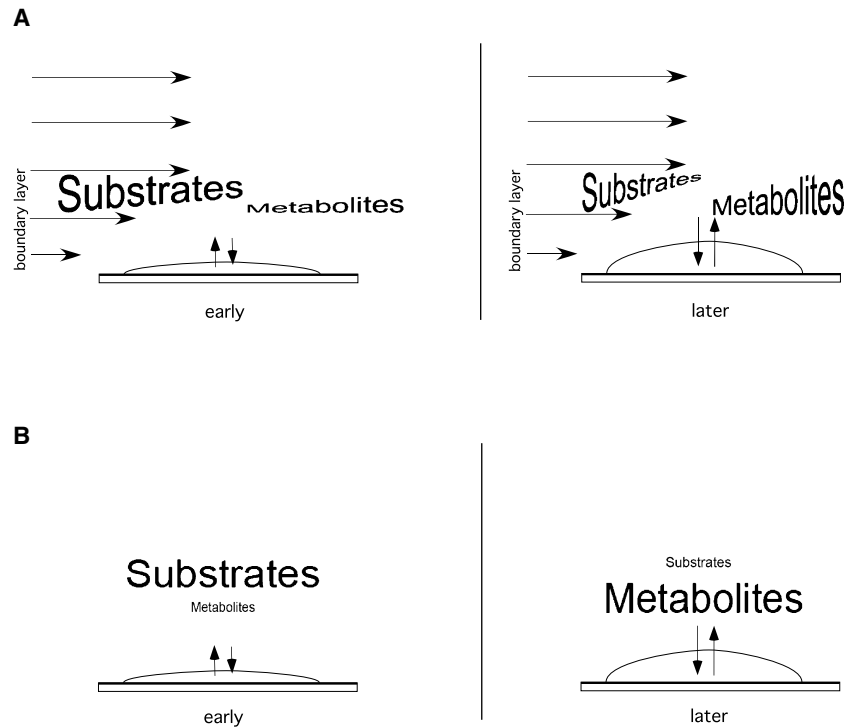 A
boundary layer
Substrates
Metabolites
early
boundary layer
Substrates
Metabolites
later
B
Substrates
Metabolites
early
Substrates
Metabolites
later